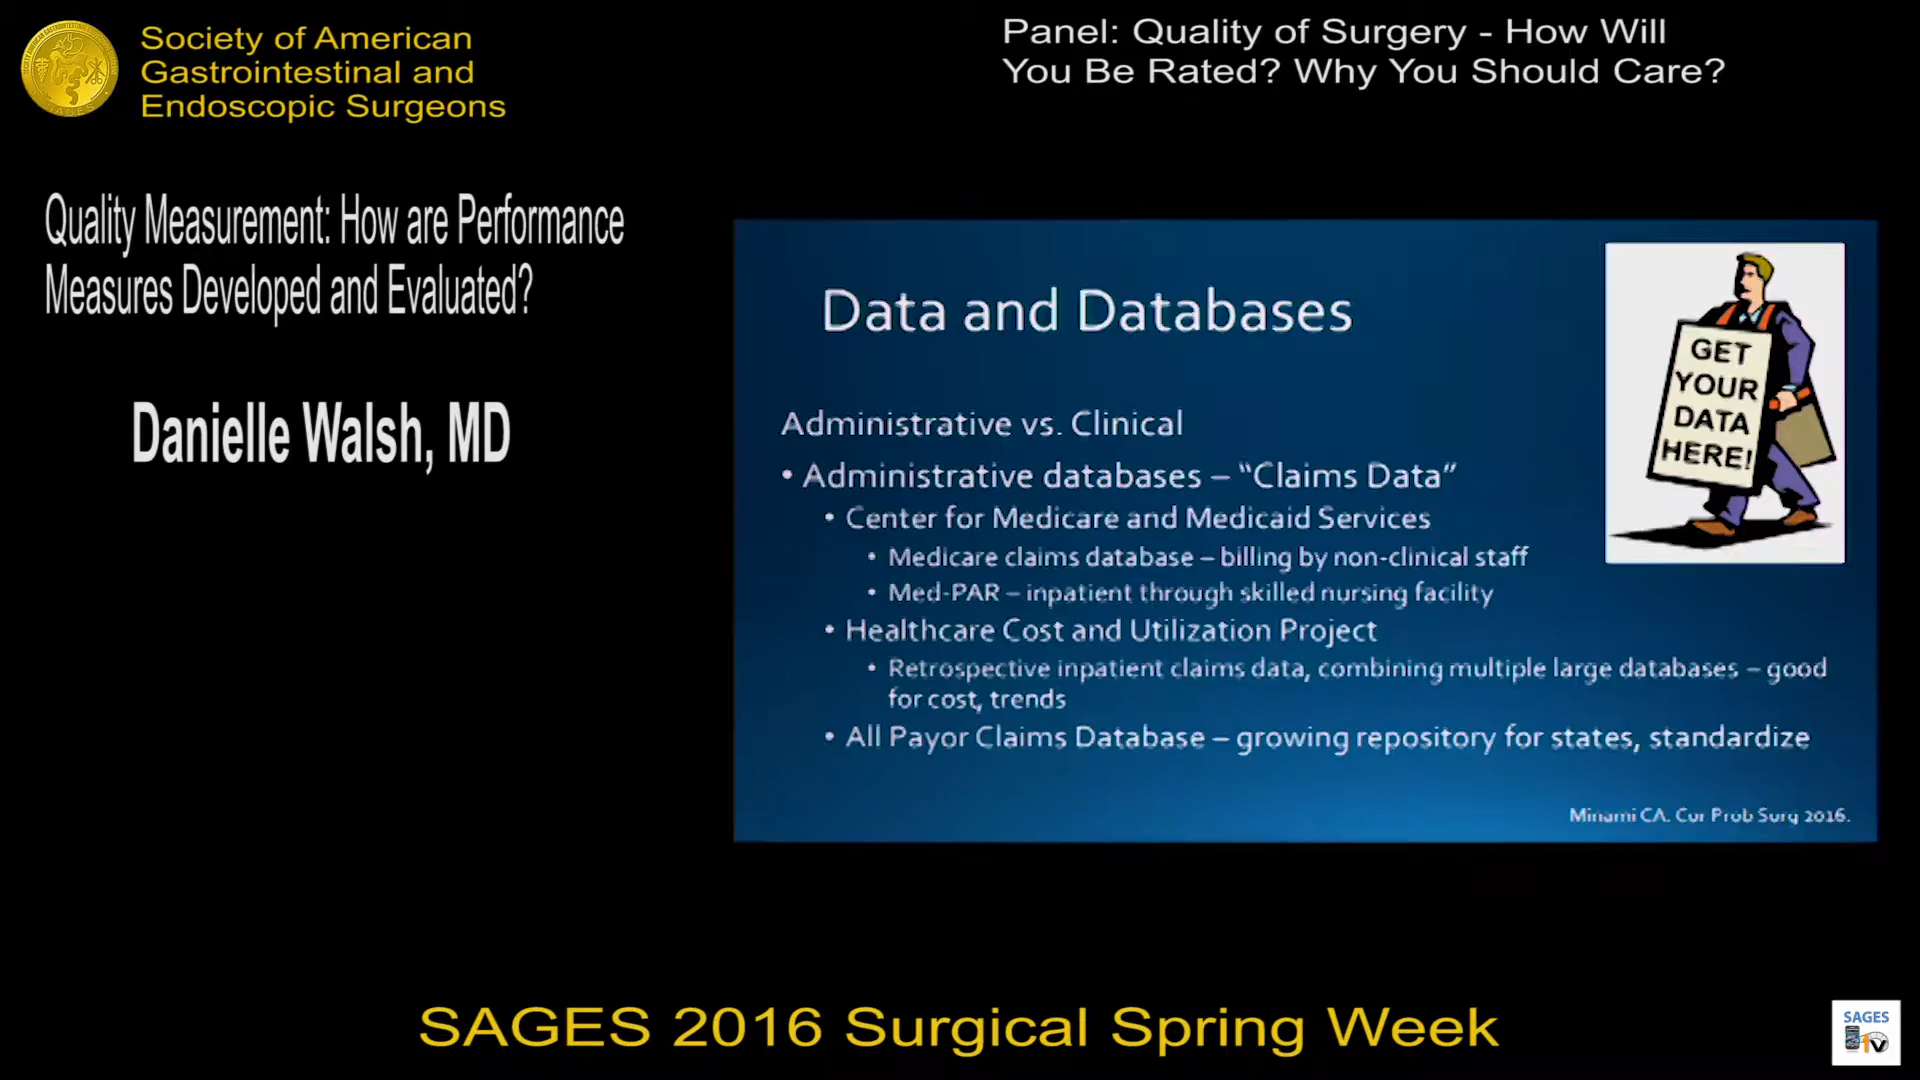 Society of American
Gastrointestinal and
Endoscopic Surgeons
Panel: Quality of Surgery - How Will
You Be Rated? Why You Should Care?
Quality Measurement: How are Performance
Measures Developed and Evaluated?
Danielle Walsh, MD
Data and Databases
GET
YOUR
DATA
HERE!
Administrative vs. Clinical
• Administrative databases – “Claims Data”
• Center for Medicare and Medicaid Services
• Medicare claims database – billing by non-clinical staff
• Med-PAR – inpatient through skilled nursing facility
• Healthcare Cost and Utilization Project
• Retrospective inpatient claims data, combining multiple large databases – good
for cost, trends
• All Payor Claims Database – growing repository for states, standardize
Minami CA. Cur Prob Surg 2016.
SAGES 2016 Surgical Spring Week
SAGES
TV